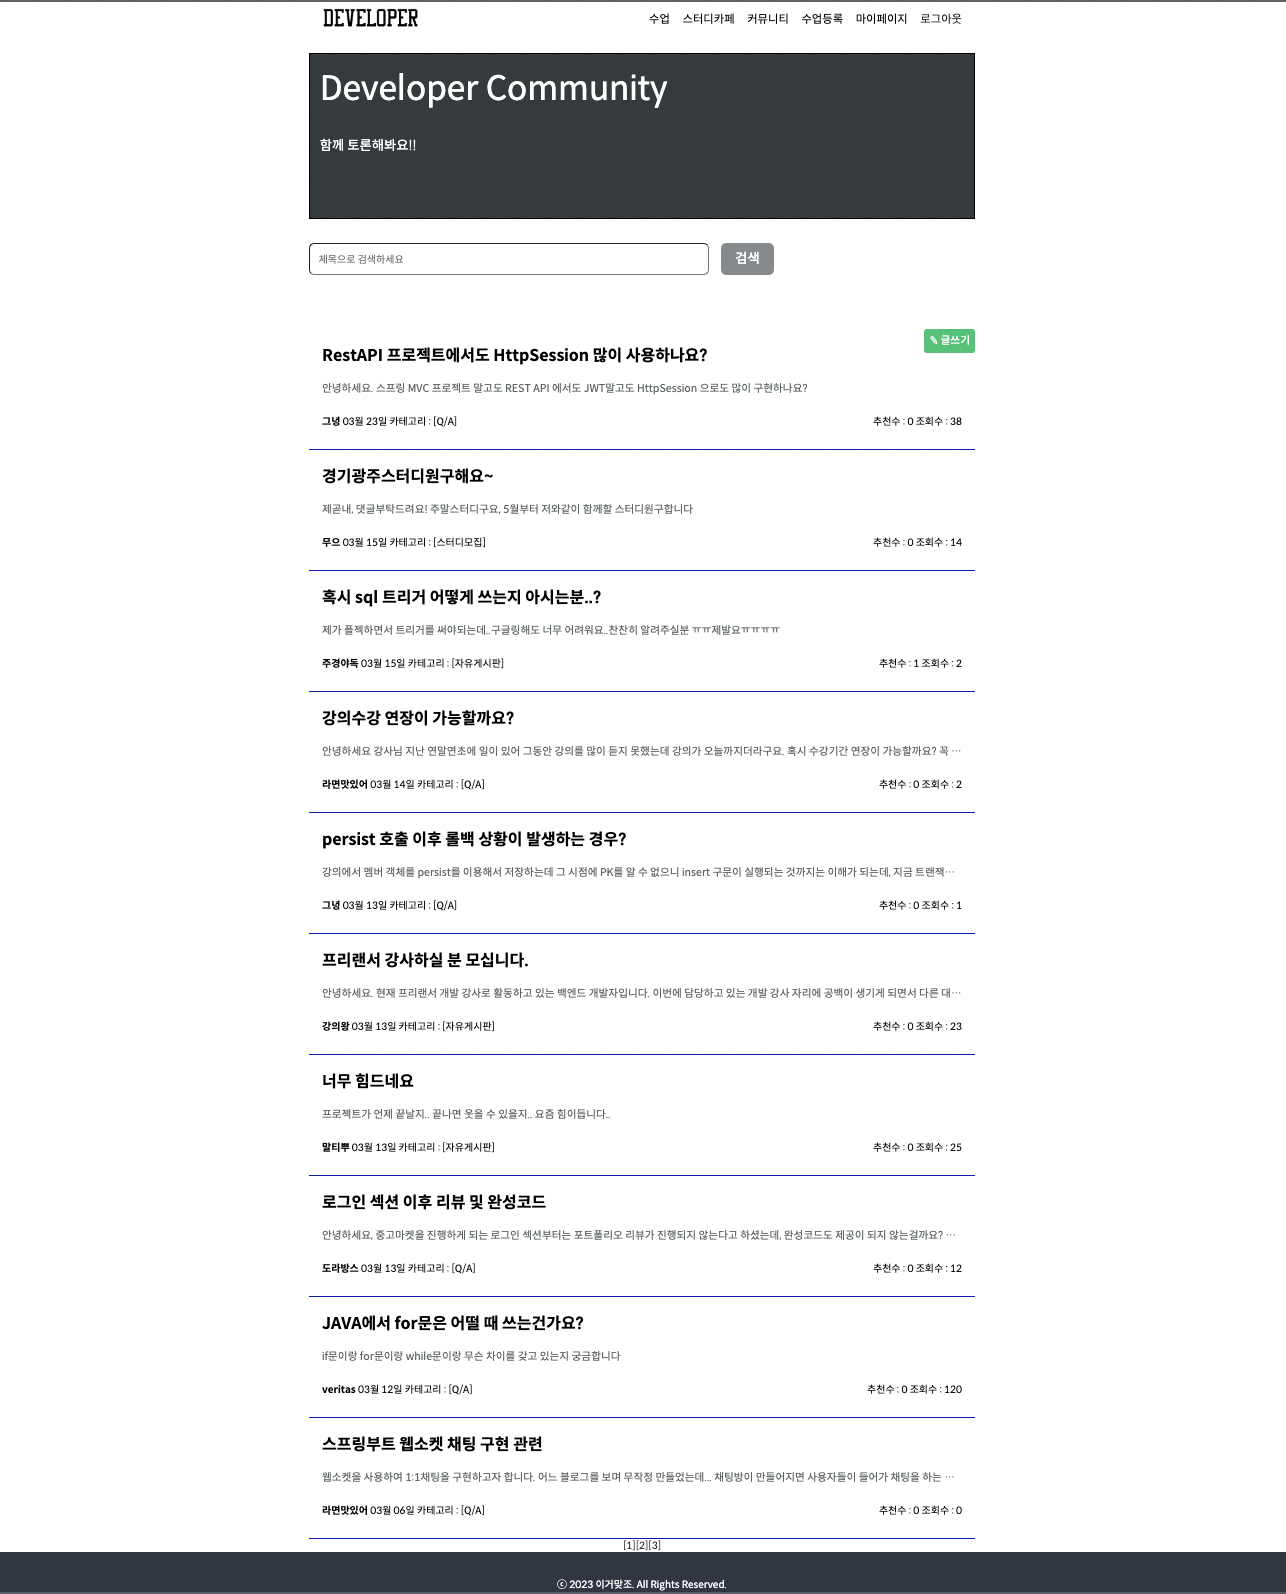 DEVELOPER
수업 스터디카페 커뮤니티 수업등록 마이페이지 로그아웃
Developer Community
함께 토론해봐요!!
제목으로 검색하세요 검색
✎ 글쓰기
RestAPI 프로젝트에서도 HttpSession 많이 사용하나요?
안녕하세요. 스프링 MVC 프로젝트 말고도 REST API 에서도 JWT말고도 HttpSession 으로도 많이 구현하나요?
그녕 03월 23일 카테고리 : [Q/A] 추천수 : 0 조회수 : 38
경기광주스터디원구해요~
제곧내, 댓글부탁드려요! 주말스터디구요, 5월부터 저와같이 함께할 스터디원구합니다
무으 03월 15일 카테고리 : [스터디모집] 추천수 : 0 조회수 : 14
혹시 sql 트리거 어떻게 쓰는지 아시는분..?
제가 플젝하면서 트리거를 써야되는데..구글링해도 너무 어려워요..찬찬히 알려주실분 ㅠㅠ제발요ㅠㅠㅠㅠ
주경야독 03월 15일 카테고리 : [자유게시판] 추천수 : 1 조회수 : 2
강의수강 연장이 가능할까요?
안녕하세요 강사님 지난 연말연초에 일이 있어 그동안 강의를 많이 듣지 못했는데 강의가 오늘까지더라구요. 혹시 수강기간 연장이 가능할까요? 꼭 …
라면맛있어 03월 14일 카테고리 : [Q/A] 추천수 : 0 조회수 : 2
persist 호출 이후 롤백 상황이 발생하는 경우?
강의에서 멤버 객체를 persist를 이용해서 저장하는데 그 시점에 PK를 알 수 없으니 insert 구문이 실행되는 것까지는 이해가 되는데, 지금 트랜잭…
그녕 03월 13일 카테고리 : [Q/A] 추천수 : 0 조회수 : 1
프리랜서 강사하실 분 모십니다.
안녕하세요. 현재 프리랜서 개발 강사로 활동하고 있는 백엔드 개발자입니다. 이번에 담당하고 있는 개발 강사 자리에 공백이 생기게 되면서 다른 대…
강의왕 03월 13일 카테고리 : [자유게시판] 추천수 : 0 조회수 : 23
너무 힘드네요
프로젝트가 언제 끝날지.. 끝나면 웃을 수 있을지.. 요즘 힘이듭니다..
말티뿌 03월 13일 카테고리 : [자유게시판] 추천수 : 0 조회수 : 25
로그인 섹션 이후 리뷰 및 완성코드
안녕하세요, 중고마켓을 진행하게 되는 로그인 섹션부터는 포트폴리오 리뷰가 진행되지 않는다고 하셨는데, 완성코드도 제공이 되지 않는걸까요? …
도라방스 03월 13일 카테고리 : [Q/A] 추천수 : 0 조회수 : 12
JAVA에서 for문은 어떨 때 쓰는건가요?
if문이랑 for문이랑 while문이랑 무슨 차이를 갖고 있는지 궁금합니다
veritas 03월 12일 카테고리 : [Q/A] 추천수 : 0 조회수 : 120
스프링부트 웹소켓 채팅 구현 관련
웹소켓을 사용하여 1:1채팅을 구현하고자 합니다. 어느 블로그를 보며 무작정 만들었는데... 채팅방이 만들어지면 사용자들이 들어가 채팅을 하는 …
라면맛있어 03월 06일 카테고리 : [Q/A] 추천수 : 0 조회수 : 0
[1][2][3]
ⓒ 2023 이거맞조. All Rights Reserved.